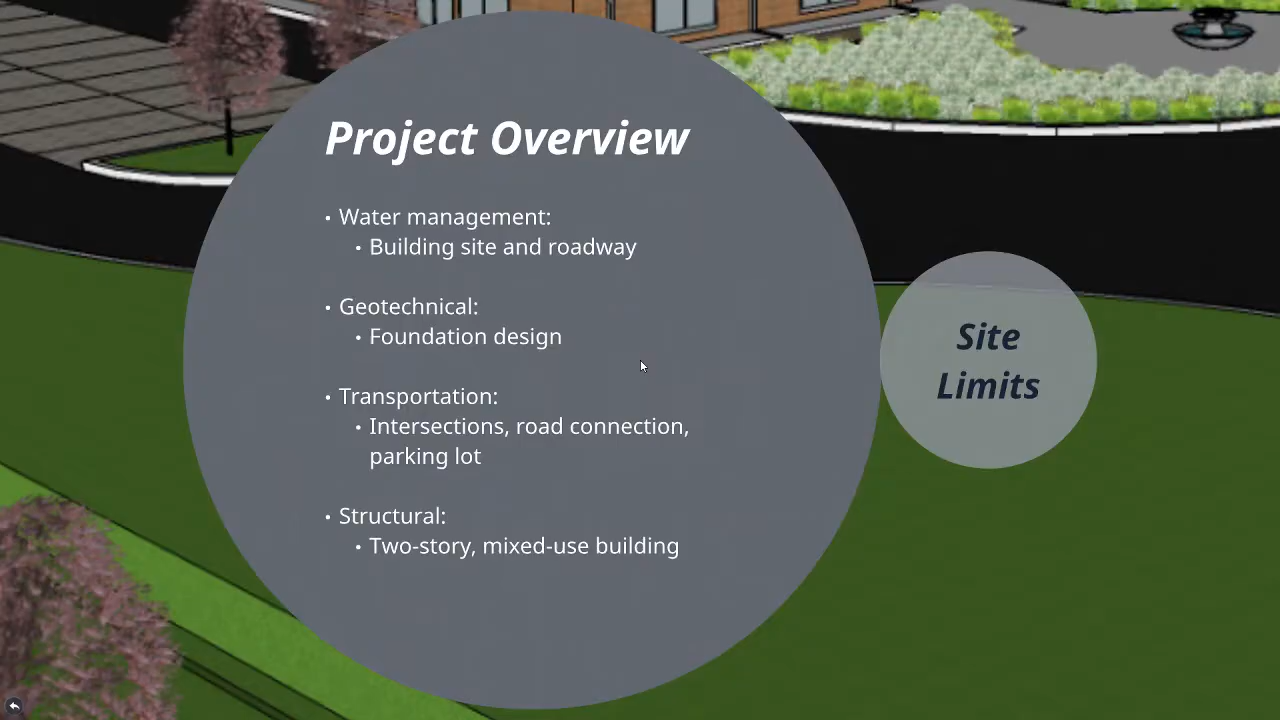 Project Overview
• Water management:
• Building site and roadway
• Geotechnical:
• Foundation design
• Transportation:
• Intersections, road connection,
parking lot
• Structural:
• Two-story, mixed-use building
Site
Limits